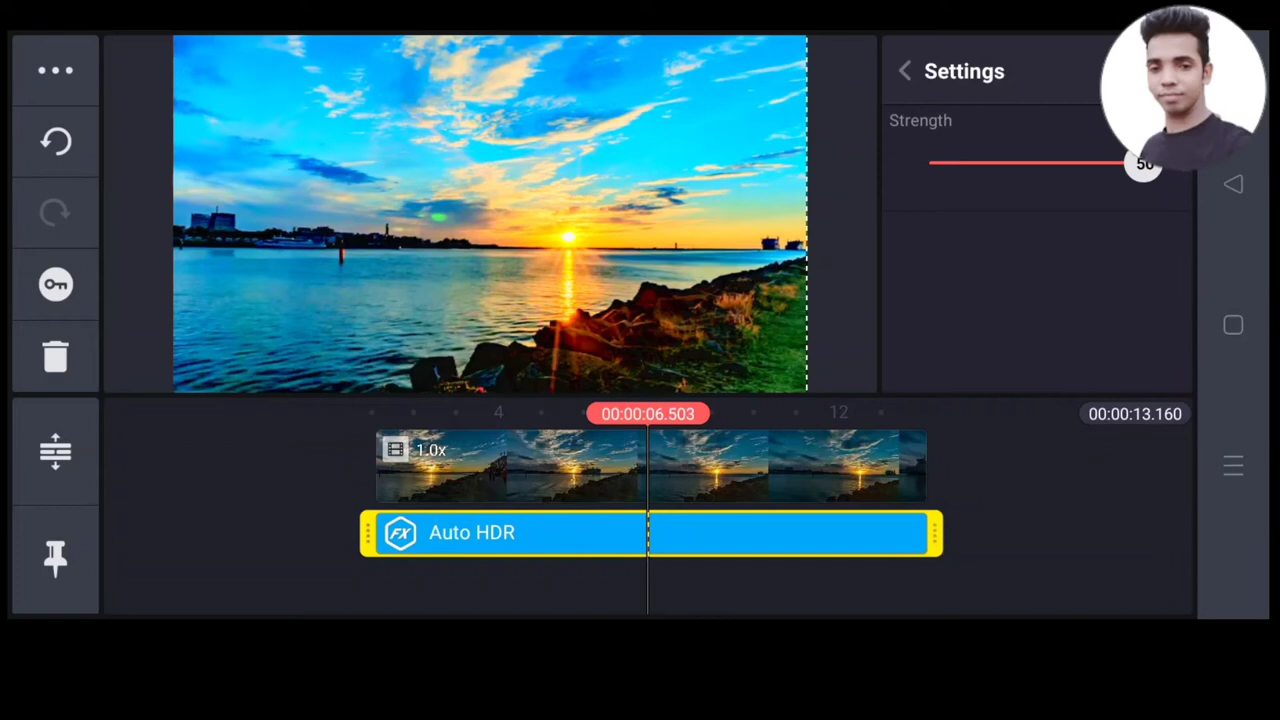 Settings
Strength
50
4
00:00:06.503
12
00:00:13.160
1.0x
FX
Auto HDR